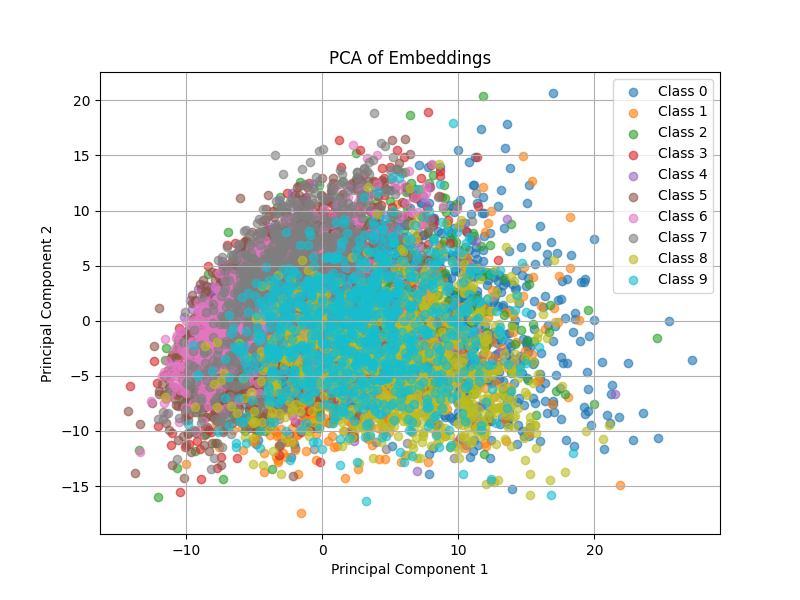 PCA of Embeddings
Class 0
Class 1
Class 2
Class 3
Class 4
Class 5
Class 6
Class 7
Class 8
Class 9
20
15
10
5
0
−5
−10
−15
Principal Component 2
−10 0 10 20
Principal Component 1